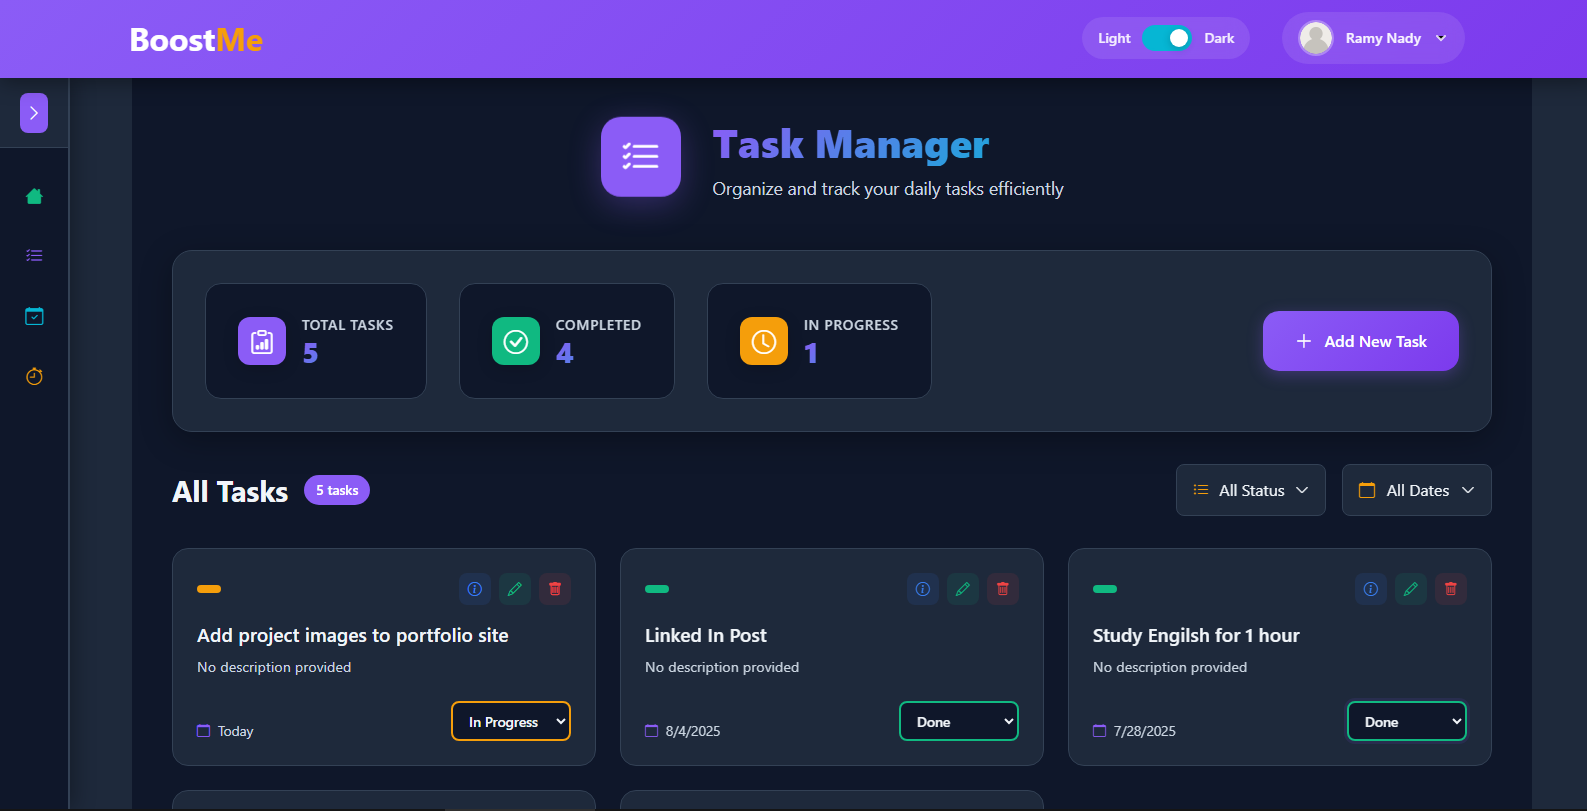 BoostMe
Light Dark
Ramy Nady
Task Manager
Organize and track your daily tasks efficiently
TOTAL TASKS
5
COMPLETED
4
IN PROGRESS
1
Add New Task
All Tasks
5 tasks
All Status
All Dates
Add project images to portfolio site
No description provided
Today
In Progress
Linked In Post
No description provided
8/4/2025
Done
Study Engilsh for 1 hour
No description provided
7/28/2025
Done